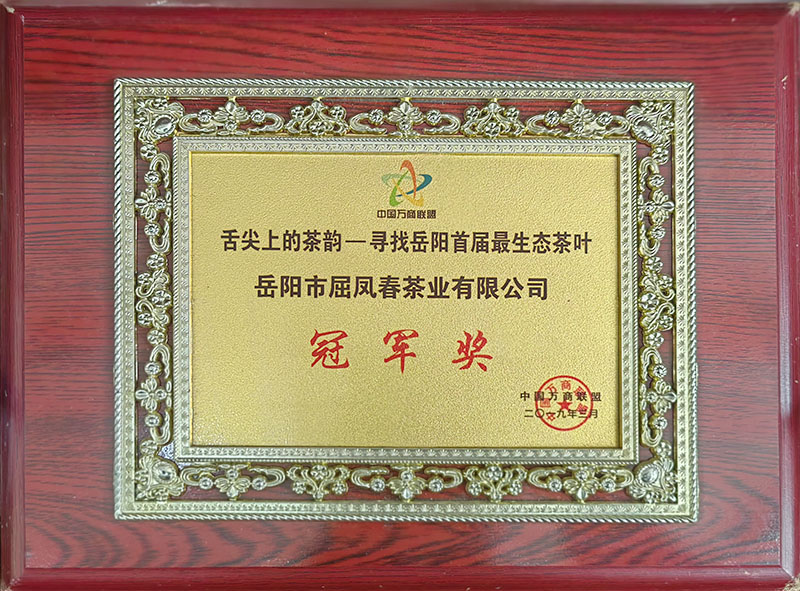 中国万商联盟
舌尖上的茶韵—寻找岳阳首届最生态茶叶
岳阳市屈凤春茶业有限公司
冠军奖
中国万商联盟
二〇一九年三月